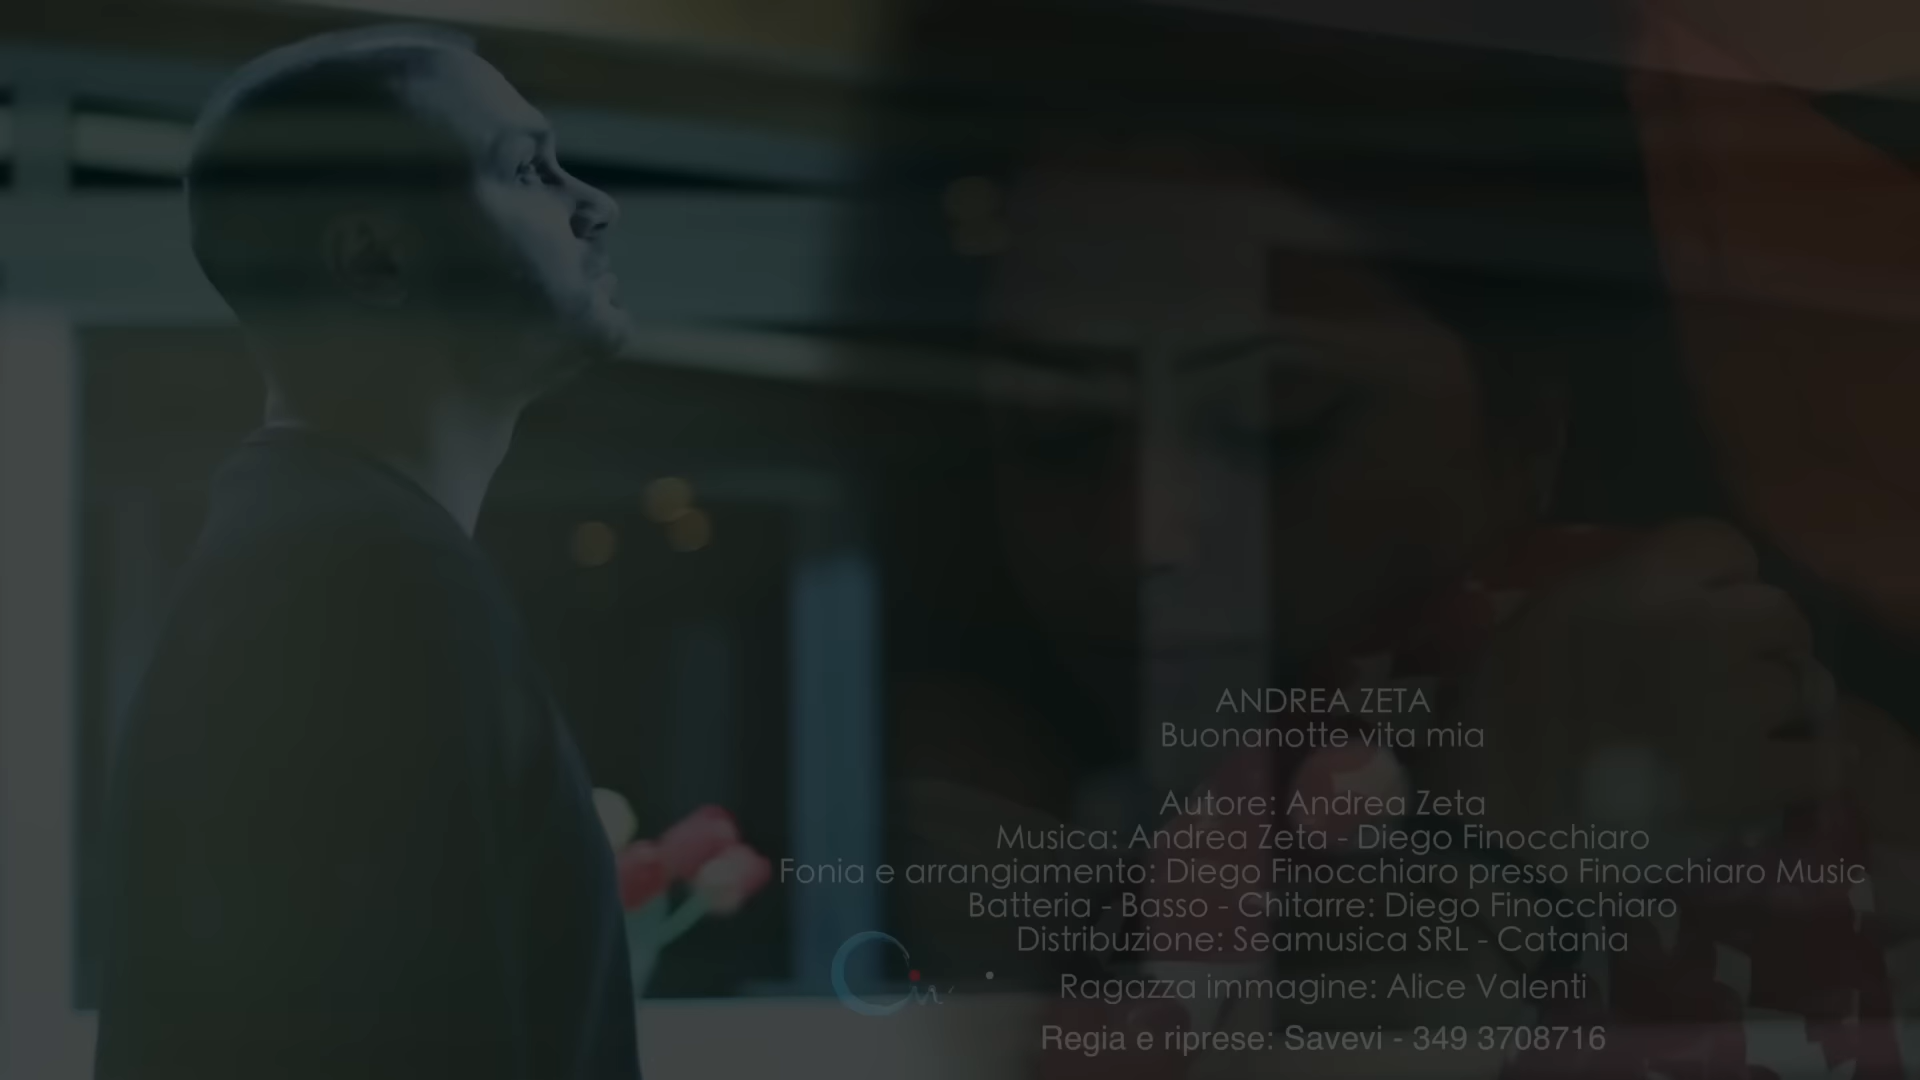 ANDREA ZETA
Buonanotte vita mia
Autore: Andrea Zeta
Musica: Andrea Zeta - Diego Finocchiaro
Fonia e arrangiamento: Diego Finocchiaro presso Finocchiaro Music
Batteria - Basso - Chitarre: Diego Finocchiaro
Distribuzione: Seamusica SRL - Catania
Ragazza immagine: Alice Valenti
Regia e riprese: Savevi - 349 3708716